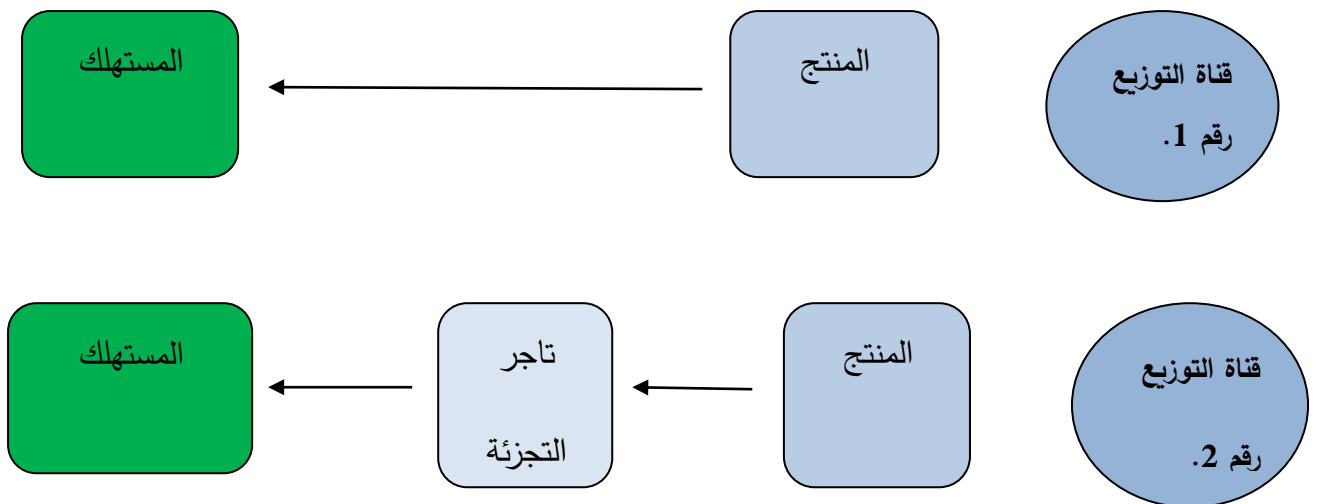 قناة التوزيع
رقم 1.
المنتج
المستهلك
قناة التوزيع
رقم 2.
المنتج
تاجر
التجزئة
المستهلك